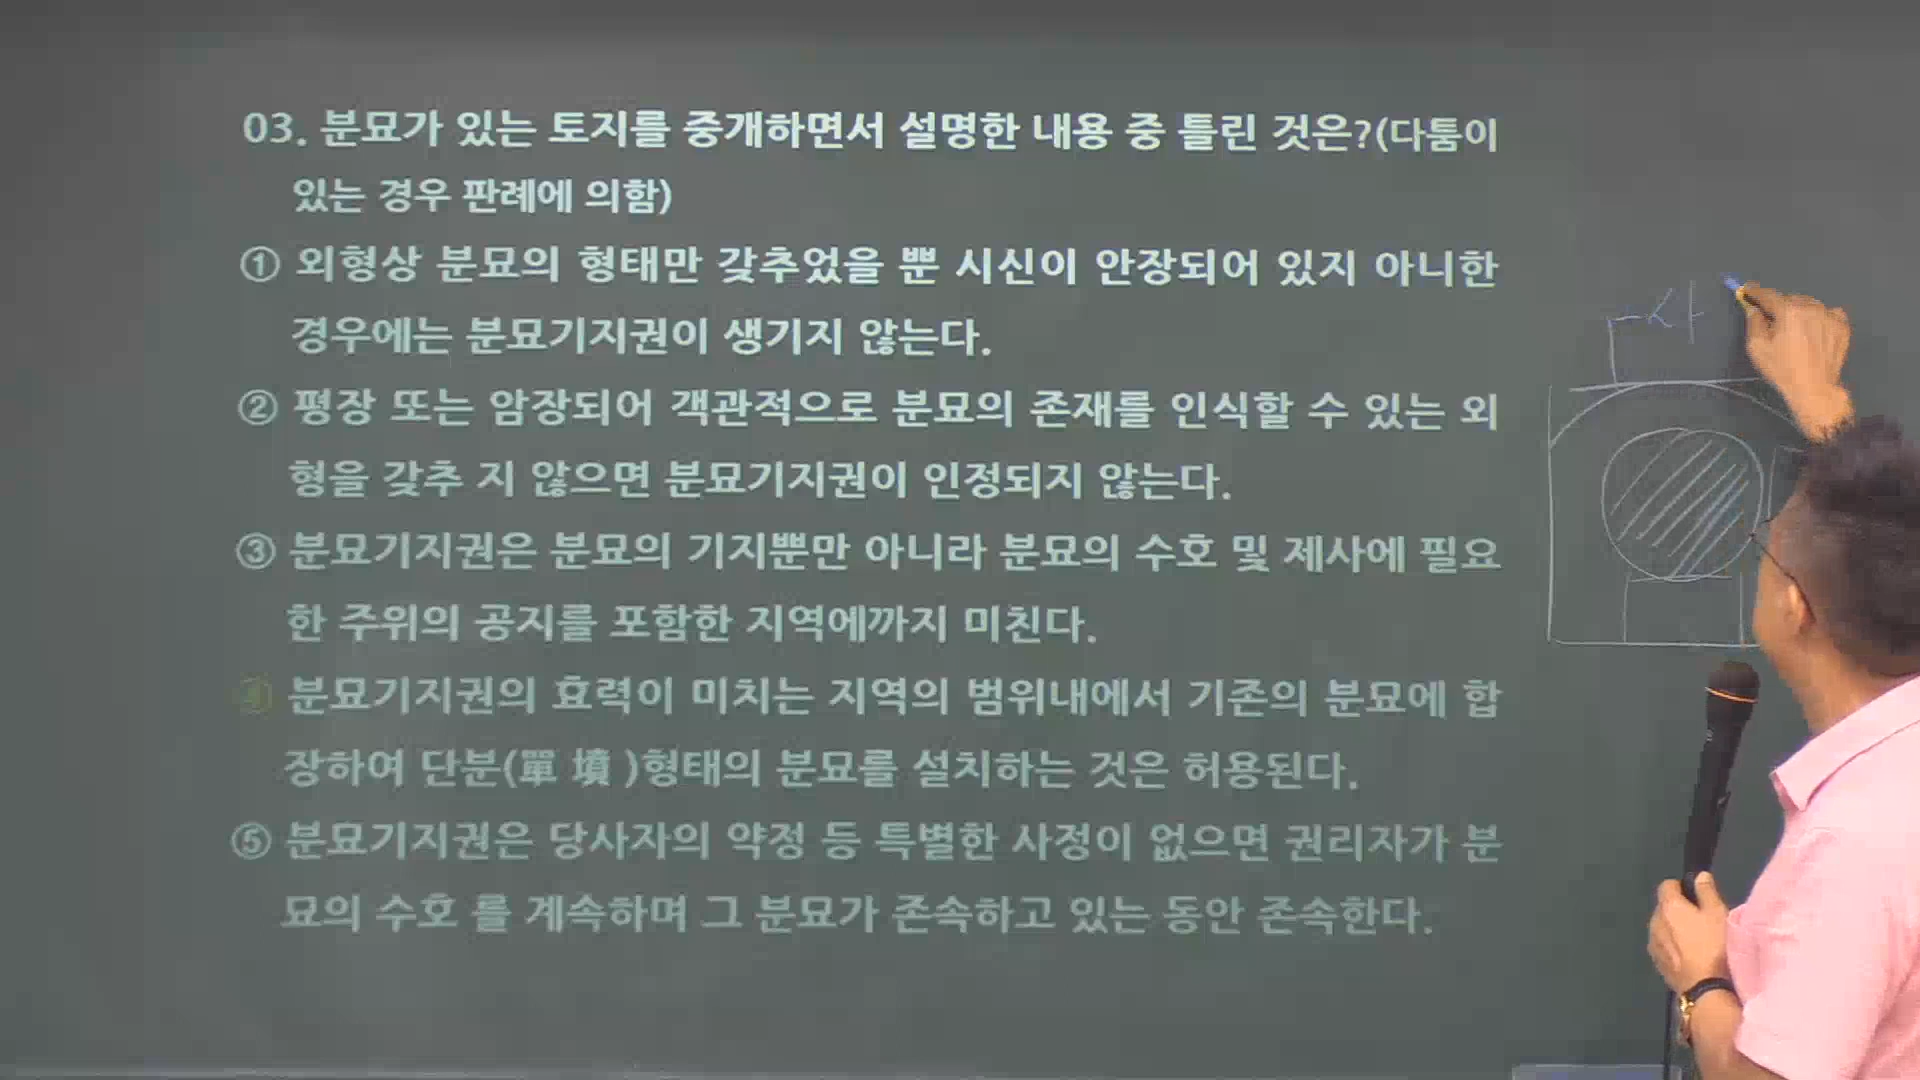 03. 분묘가 있는 토지를 중개하면서 설명한 내용 중 틀린 것은?(다툼이
있는 경우 판례에 의함)
① 외형상 분묘의 형태만 갖추었을 뿐 시신이 안장되어 있지 아니한
경우에는 분묘기지권이 생기지 않는다.
② 평장 또는 암장되어 객관적으로 분묘의 존재를 인식할 수 있는 외
형을 갖추 지 않으면 분묘기지권이 인정되지 않는다.
③ 분묘기지권은 분묘의 기지뿐만 아니라 분묘의 수호 및 제사에 필요
한 주위의 공지를 포함한 지역에까지 미친다.
④ 분묘기지권의 효력이 미치는 지역의 범위내에서 기존의 분묘에 합
장하여 단분(單 墳 )형태의 분묘를 설치하는 것은 허용된다.
⑤ 분묘기지권은 당사자의 약정 등 특별한 사정이 없으면 권리자가 분
묘의 수호 를 계속하며 그 분묘가 존속하고 있는 동안 존속한다.